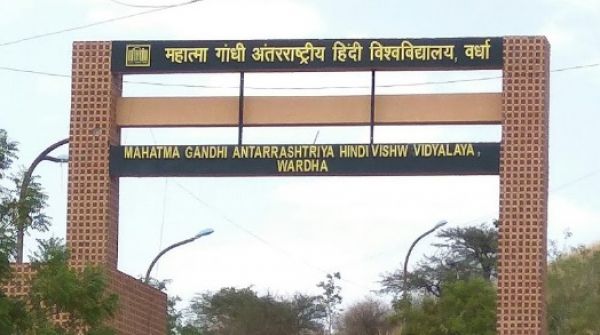 महात्मा गांधी अंतरराष्ट्रीय हिंदी विश्वविद्यालय, वर्धा
MAHATMA GANDHI ANTARRASHTRIYA HINDI VISHW VIDYALAYA,
WARDHA